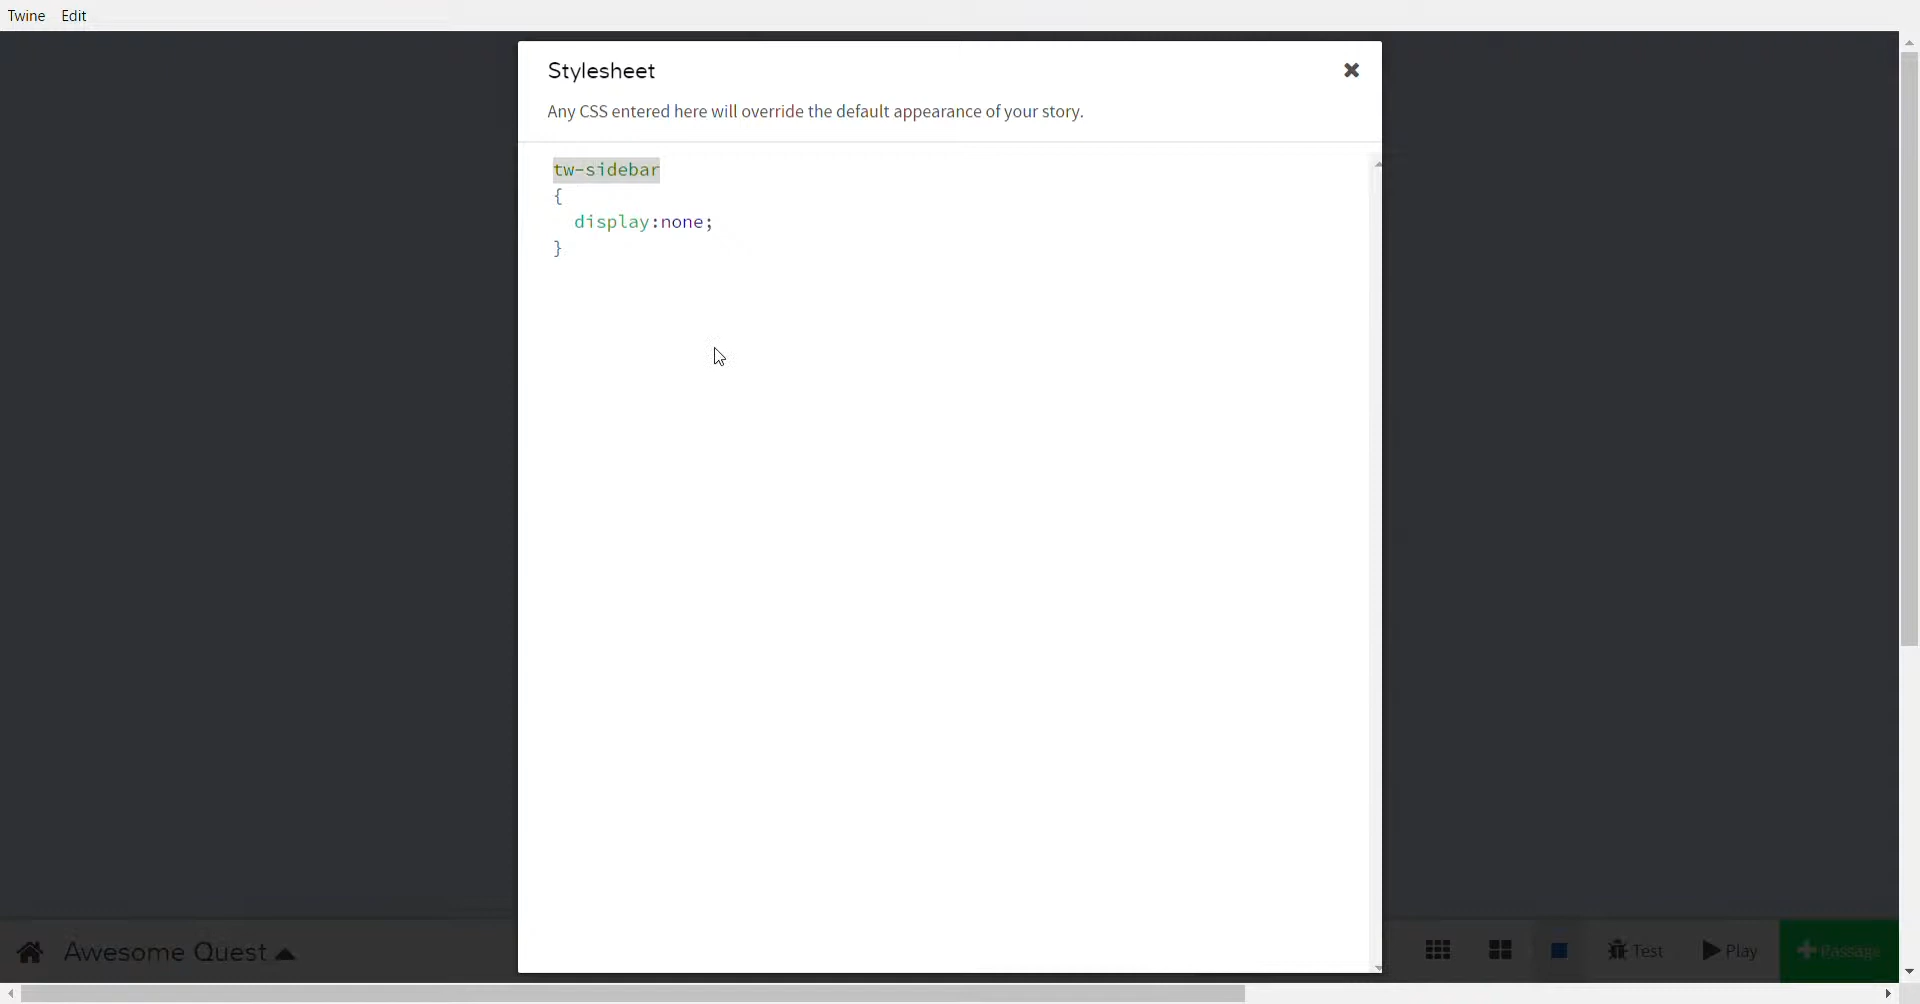 Twine Edit
Stylesheet
Any CSS entered here will override the default appearance of your story.
tw-sidebar
{
display:none;
}
Awesome Quest
Test
Play
Passage